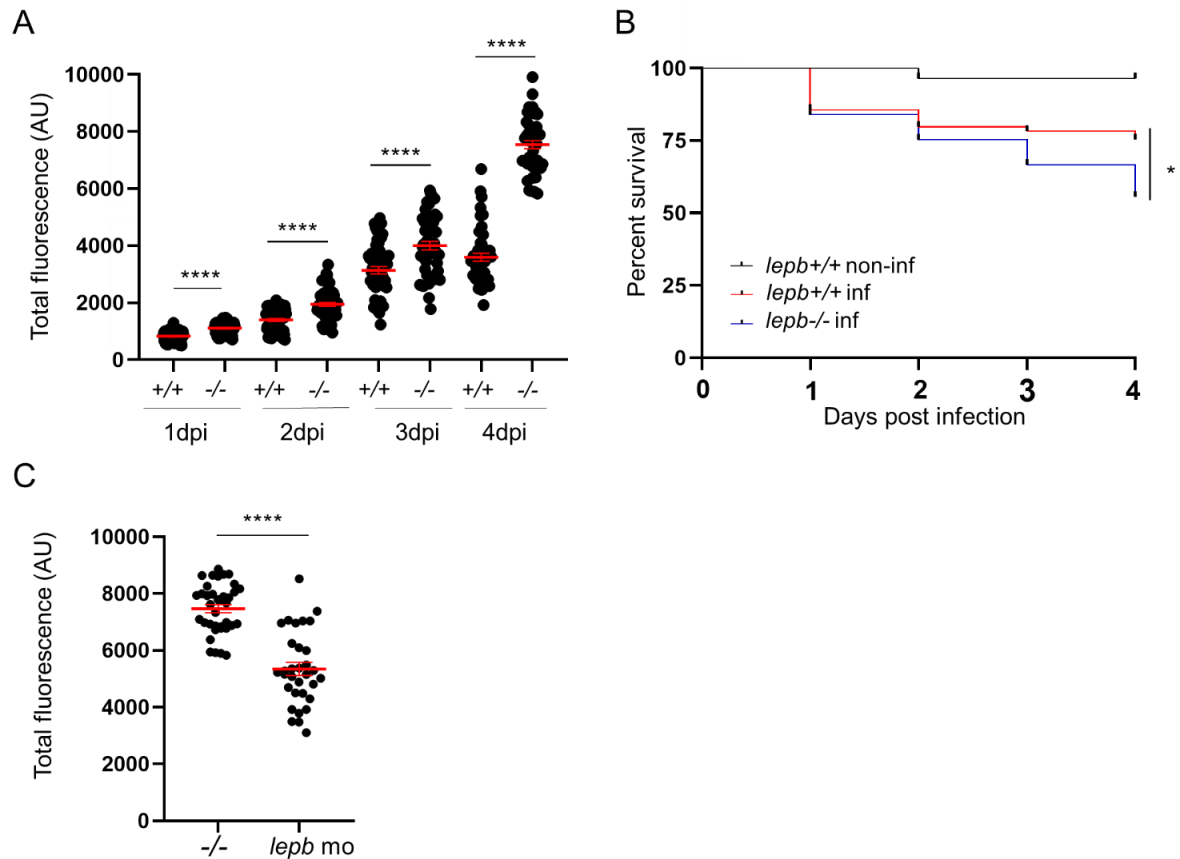 A
Total fluorescence (AU)
10000
8000
6000
4000
2000
0
****
****
****
****
+/+ -/- +/+ -/- +/+ -/- +/+ -/-
1dpi 2dpi 3dpi 4dpi
B
Percent survival
100
75
50
25
0
*
lepb+/+ non-inf
lepb+/+ inf
lepb-/- inf
0 1 2 3 4
Days post infection
C
Total fluorescence (AU)
10000
8000
6000
4000
2000
0
****
-/- lepb mo